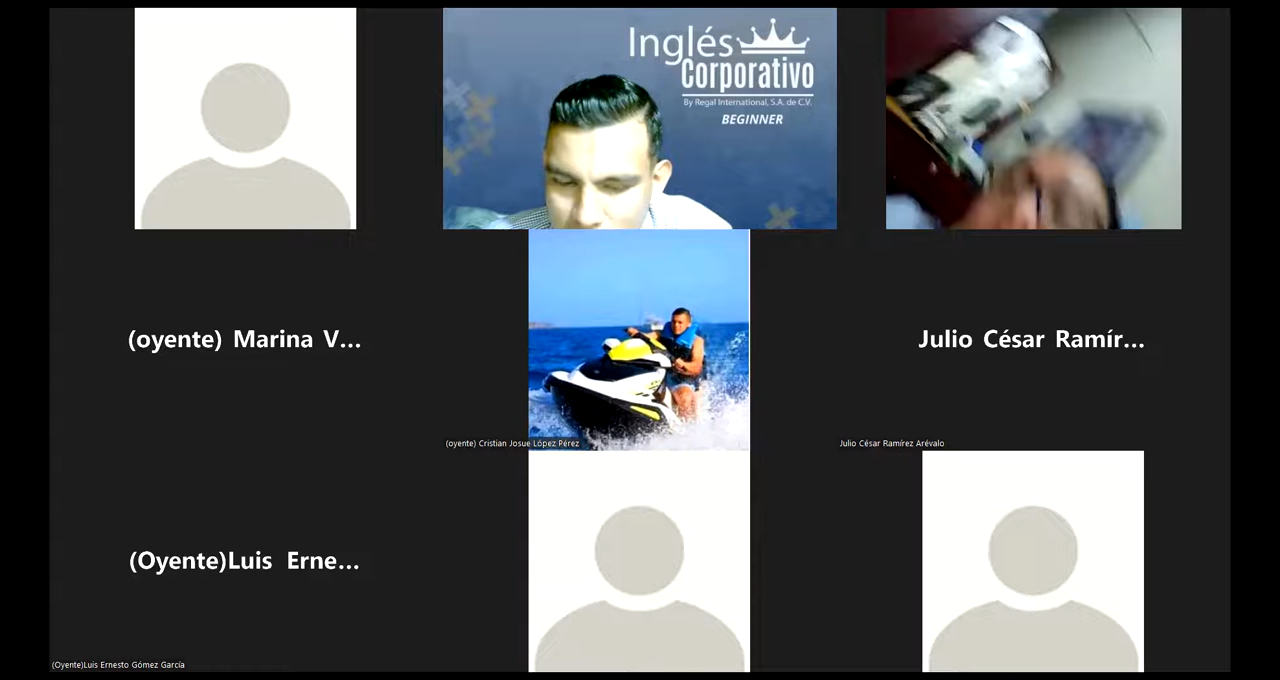 Inglés
Corporativo
By Regal International, S.A. de C.V.
BEGINNER
(oyente) Marina V...
Julio César Ramír...
(oyente) Cristian Josue López Pérez
Julio César Ramírez Arévalo
(Oyente)Luis Erne...
(Oyente)Luis Ernesto Gómez García